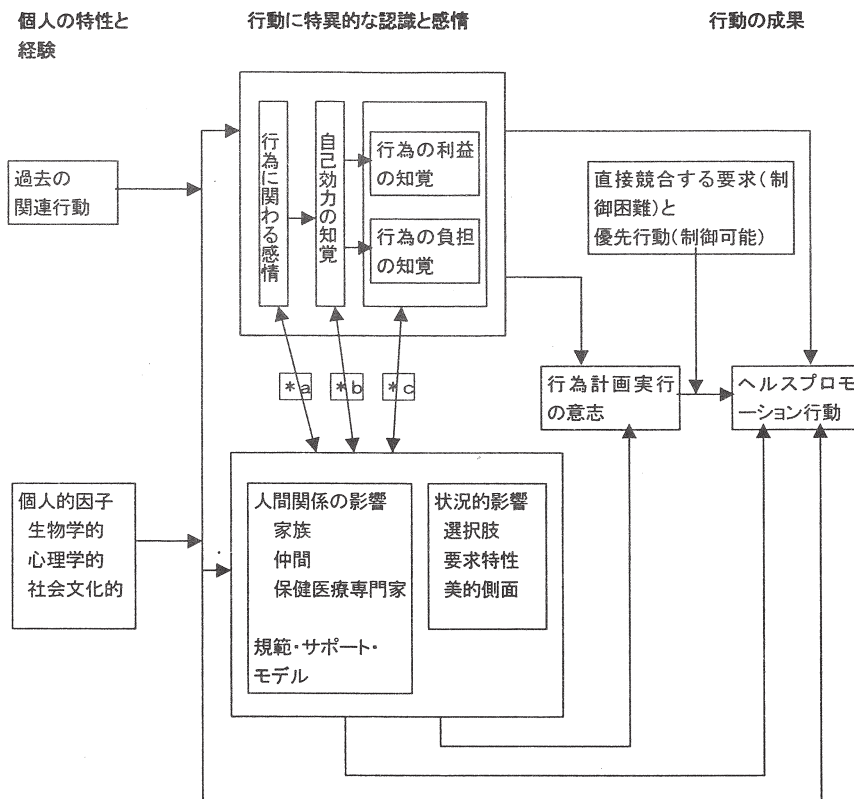 個人の特性と
経験
行動に特異的な認識と感情
行動の成果
過去の
関連行動
行為に関わる感情
自己効力の知覚
行為の利益
の知覚
行為の負担
の知覚
直接競合する要求(制
御困難)と
優先行動(制御可能)
*a
*b
*c
行為計画実行
の意志
ヘルスプロモ
ーション行動
個人的因子
生物学的
心理学的
社会文化的
人間関係の影響
家族
仲間
保健医療専門家
規範・サポート・
モデル
状況的影響
選択肢
要求特性
美的側面